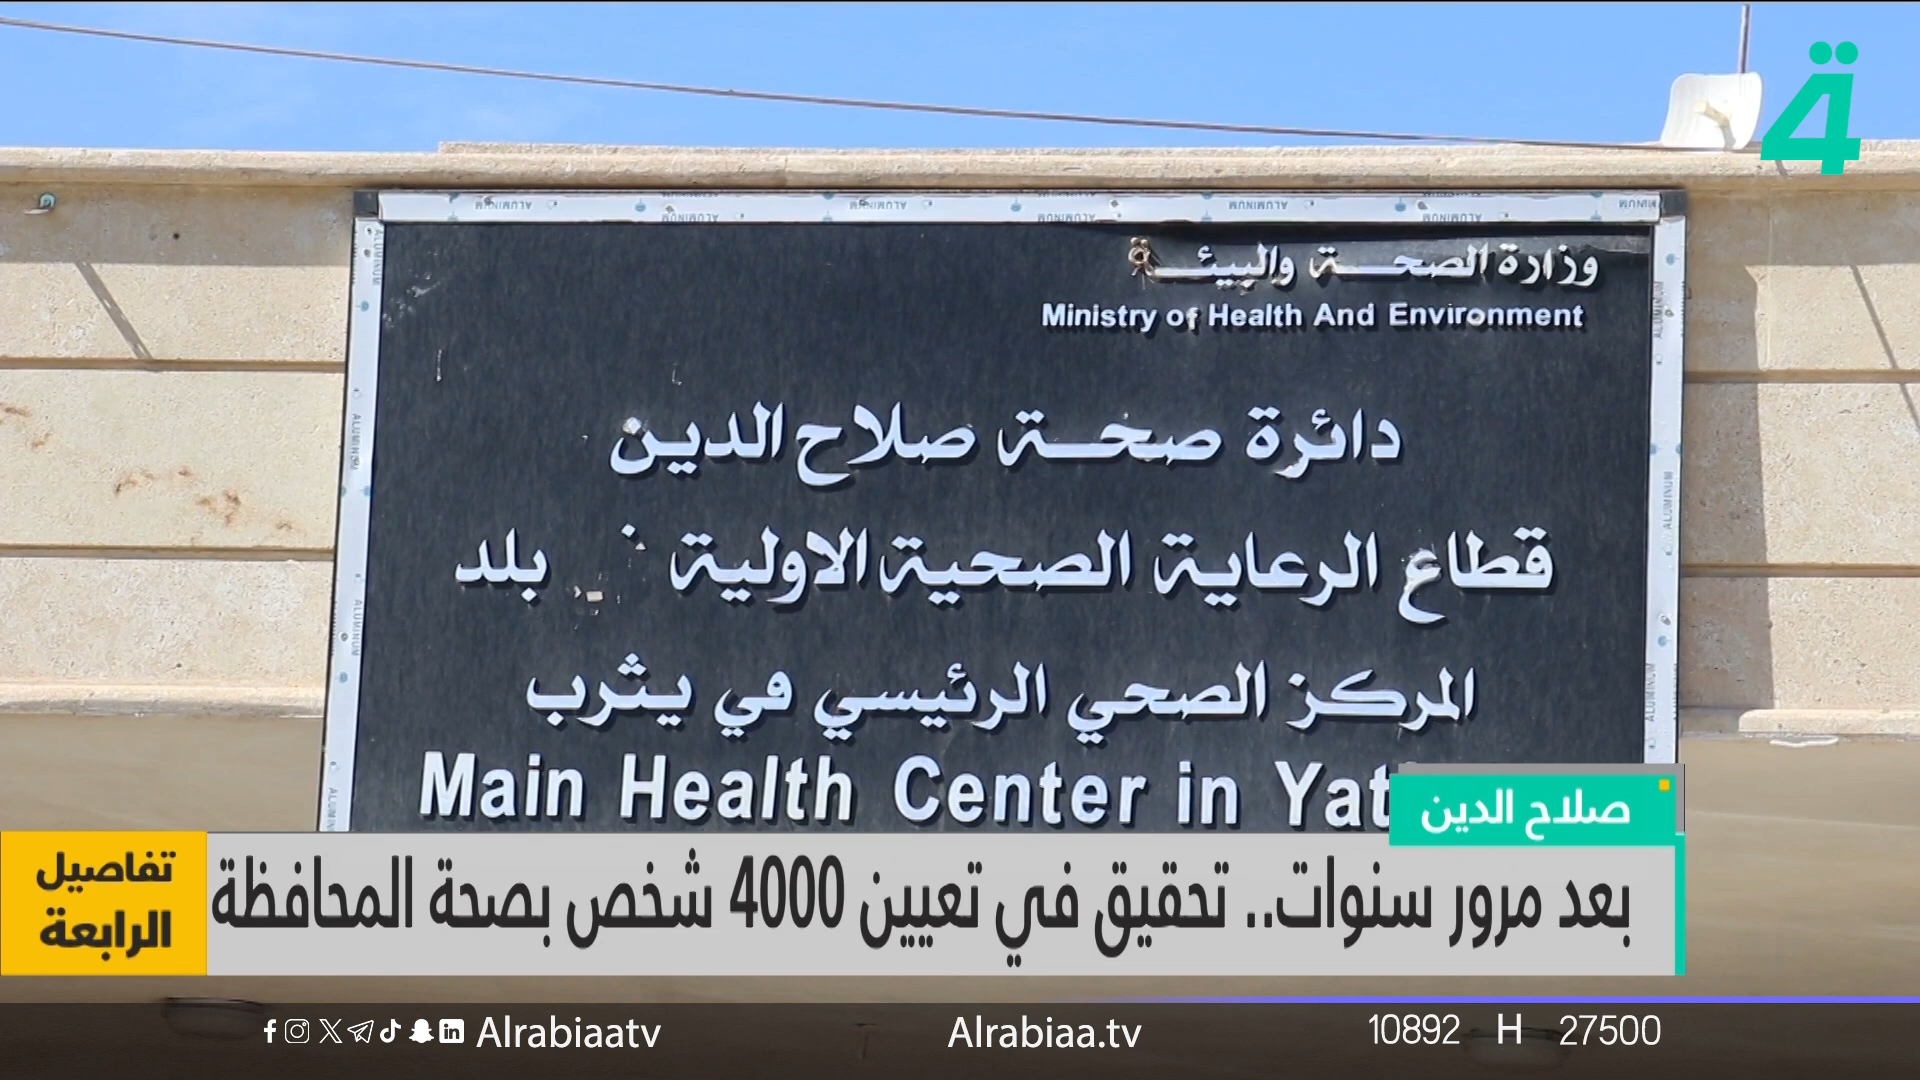 وزارة الصحة والبيئة
Ministry of Health And Environment
دائرة صحة صلاح الدين
قطاع الرعاية الصحية الاولية بلد
المركز الصحي الرئيسي في يثرب
Main Health Center in Yat
صلاح الدين
بعد مرور سنوات.. تحقيق في تعيين 4000 شخص بصحة المحافظة
تفاصيل
الرابعة
Alrabiaatv
Alrabiaa.tv
10892 H 27500